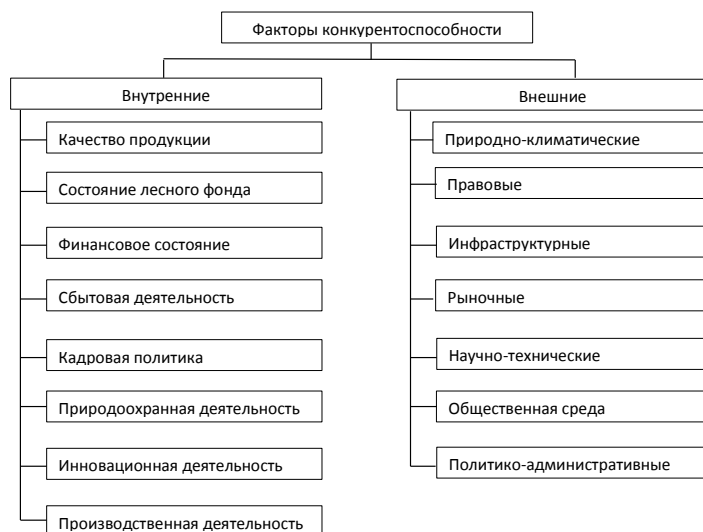 Факторы конкурентоспособности
Внутренние
Качество продукции
Состояние лесного фонда
Финансовое состояние
Сбытовая деятельность
Кадровая политика
Природоохранная деятельность
Инновационная деятельность
Производственная деятельность
Внешние
Природно-климатические
Правовые
Инфраструктурные
Рыночные
Научно-технические
Общественная среда
Политико-административные